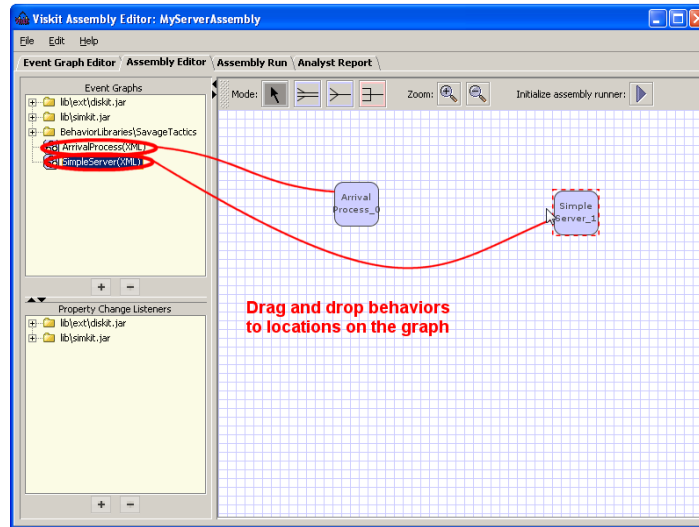 Viskit Assembly Editor: MyServerAssembly
File Edit Help
Event Graph Editor Assembly Editor Assembly Run Analyst Report
Event Graphs
lib\ext\diskit.jar
lib\simkit.jar
BehaviorLibraries\SavageTactics
ArrivalProcess(XML)
SimpleServer(XML)
Property Change Listeners
lib\ext\diskit.jar
lib\simkit.jar
Mode: Zoom: Initialize assembly runner:
Arrival
Process_0
Simple
Server_1
Drag and drop behaviors
to locations on the graph